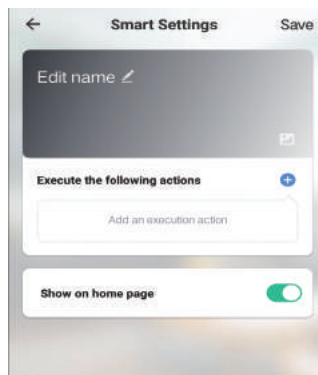 Smart Settings Save
Edit name
Execute the following actions
Add an execution action
Show on home page